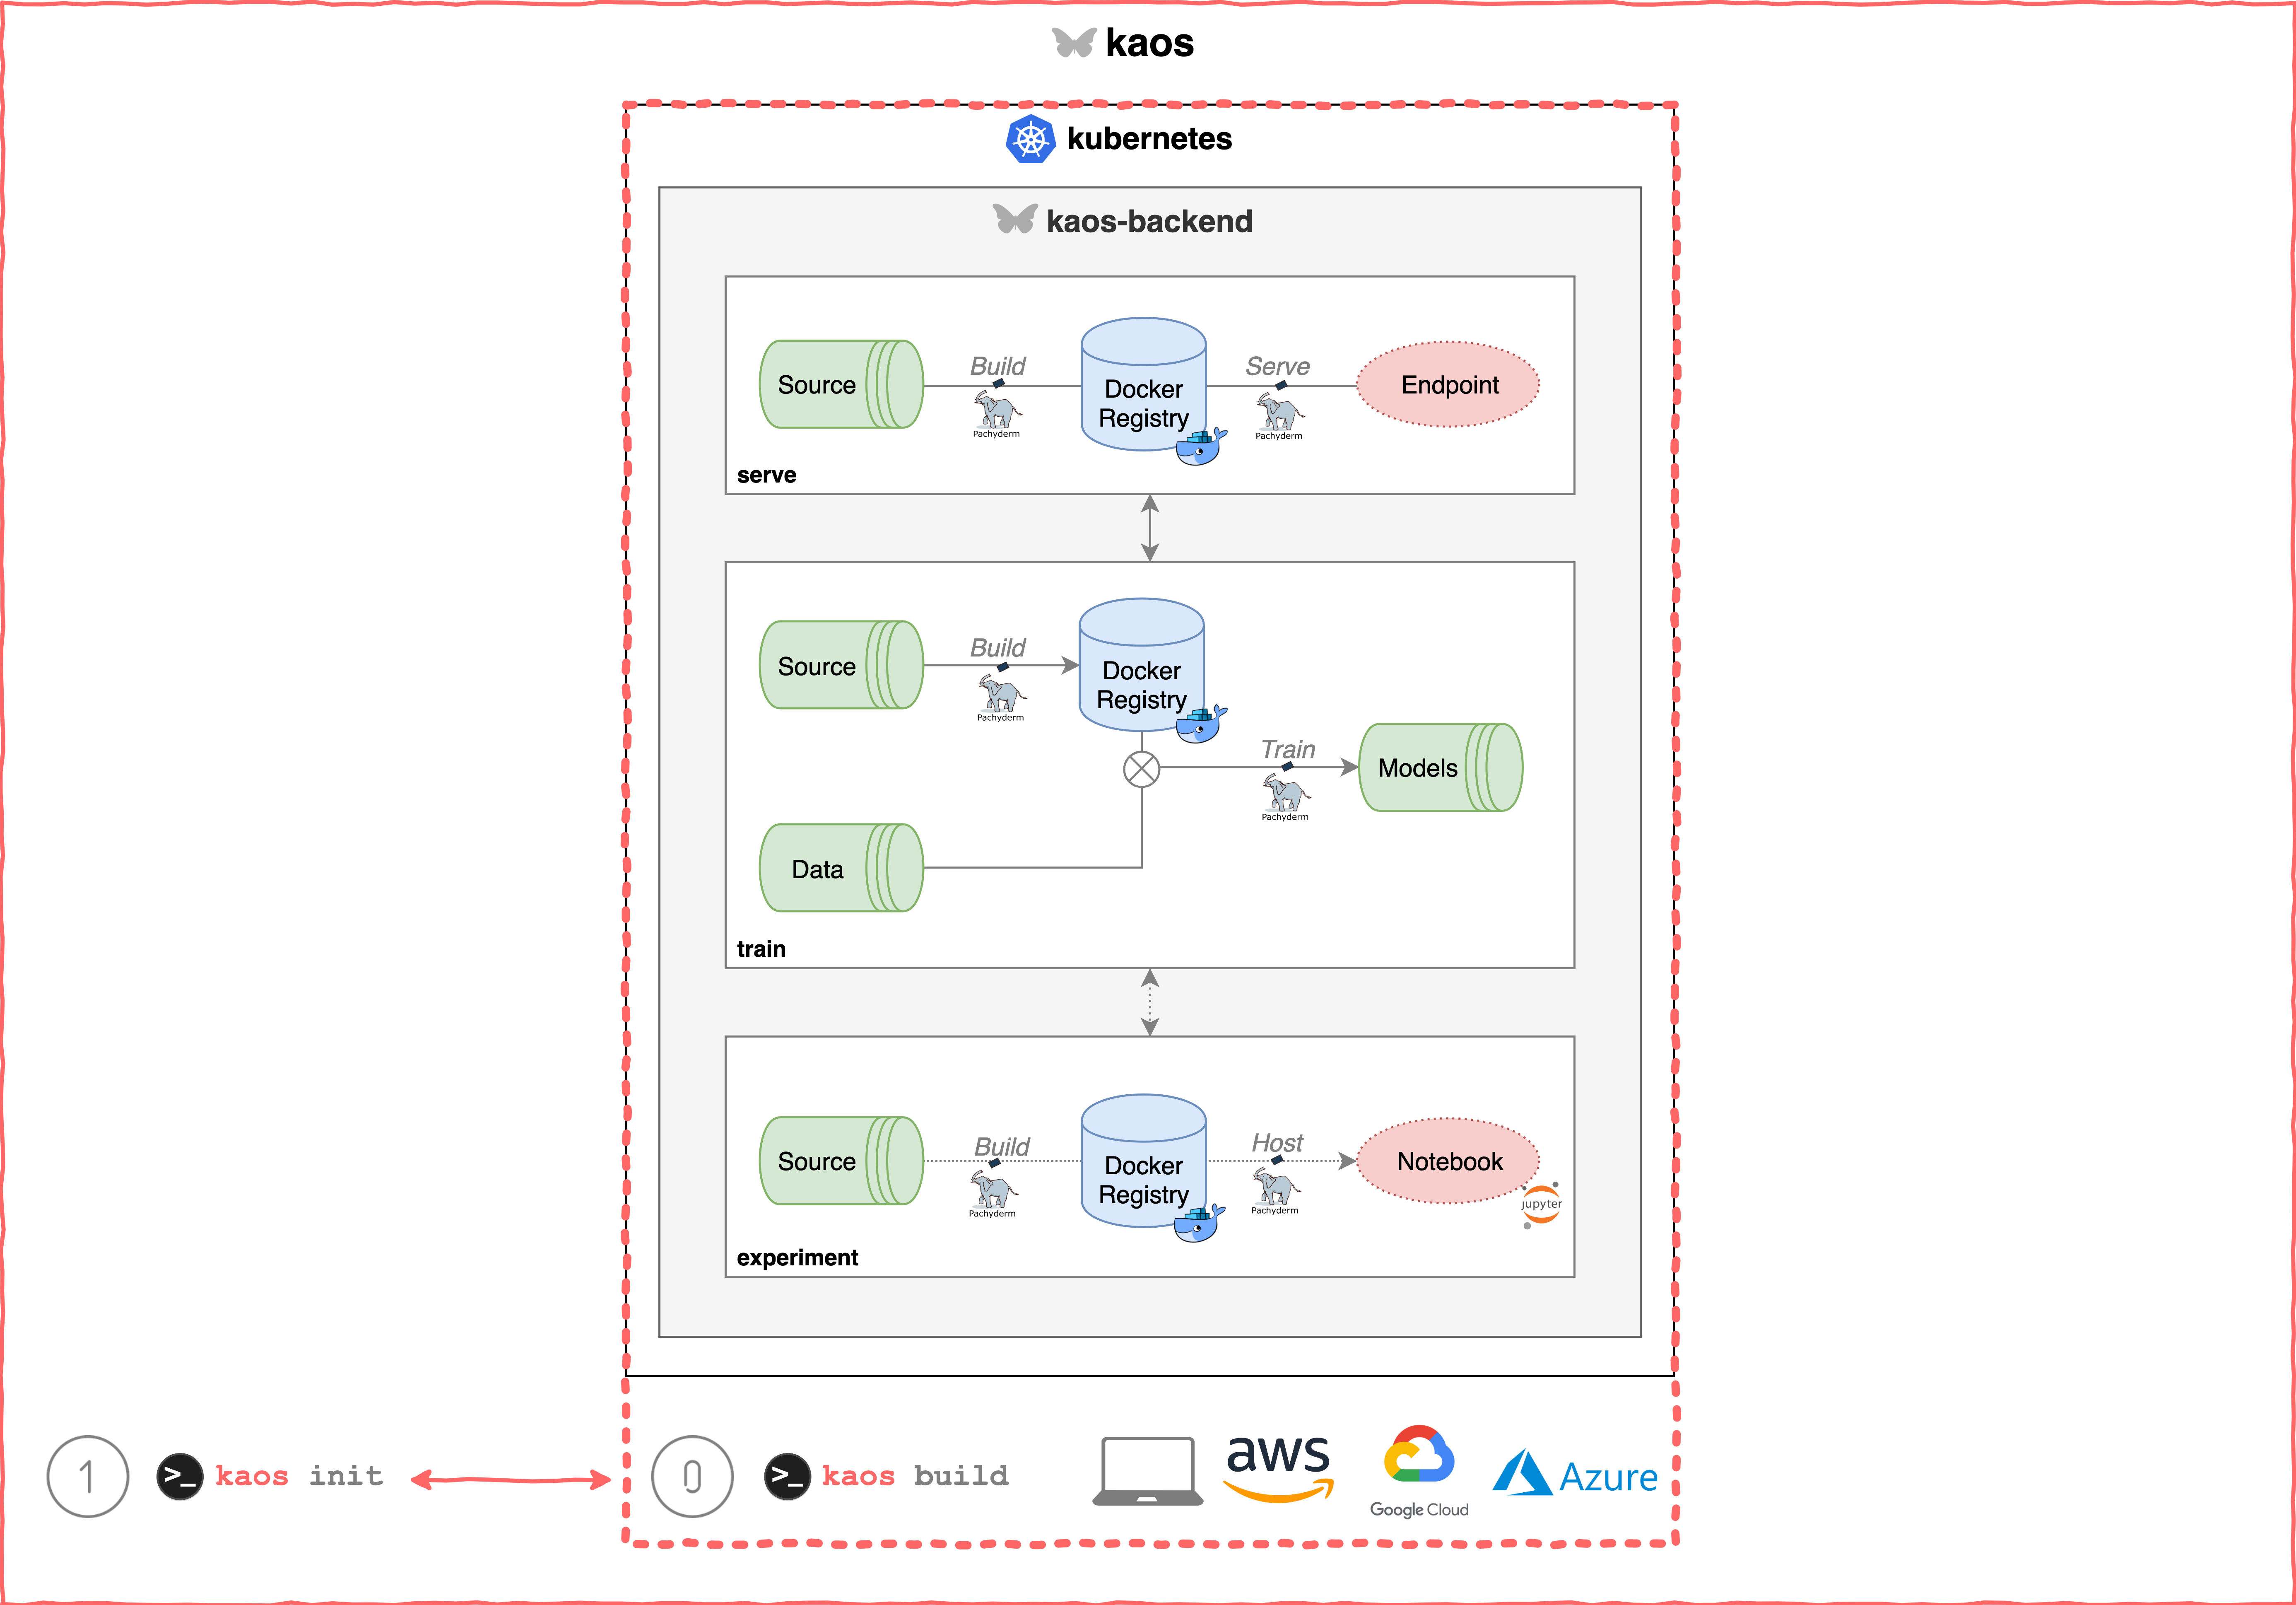 kaos
kubernetes
kaos-backend
Source
Build
Pachyderm
Docker
Registry
Serve
Pachyderm
Endpoint
serve
Source
Build
Pachyderm
Docker
Registry
Train
Pachyderm
Models
Data
train
Source
Build
Pachyderm
Docker
Registry
Host
Pachyderm
Notebook
jupyter
experiment
1 >_ kaos init
0 >_ kaos build
aws
Google Cloud
Azure